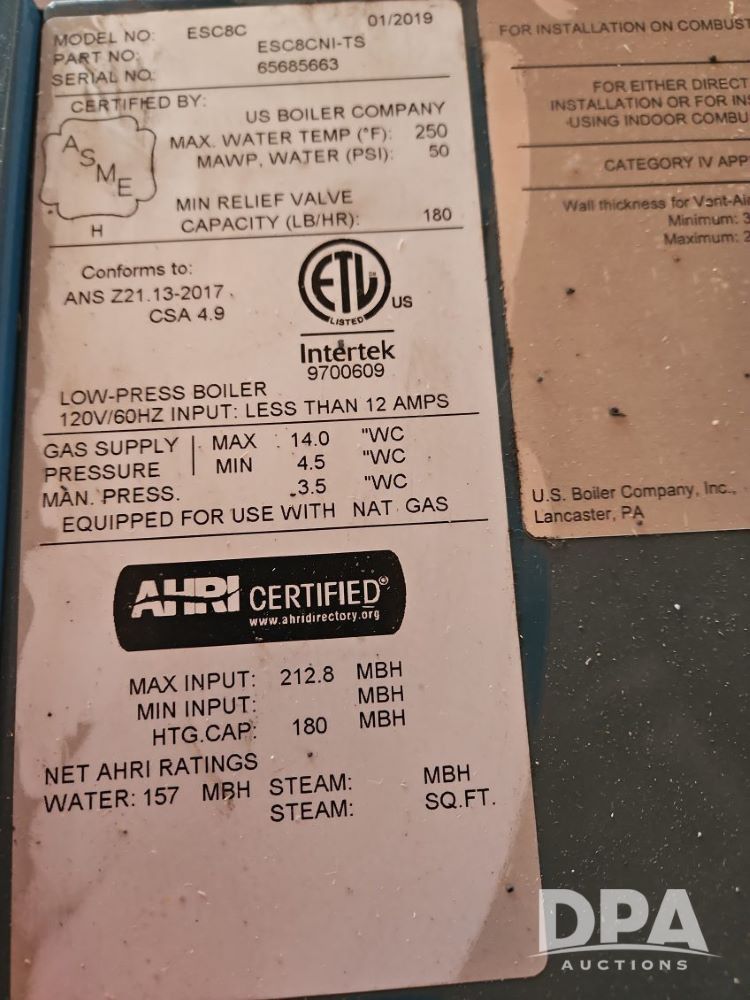 MODEL NO: ESC8C 01/2019
PART NO: ESC8CNI-TS
SERIAL NO. 65685663
CERTIFIED BY: US BOILER COMPANY
ASME
H
MAX. WATER TEMP (°F): 250
MAWP, WATER (PSI): 50
MIN RELIEF VALVE
CAPACITY (LB/HR): 180
Conforms to:
ANS Z21.13-2017
CSA 4.9
ETL US
LISTED
Intertek
9700609
LOW-PRESS BOILER
120V/60HZ INPUT: LESS THAN 12 AMPS
GAS SUPPLY MAX 14.0 "WC
PRESSURE MIN 4.5 "WC
MAN. PRESS. 3.5 "WC
EQUIPPED FOR USE WITH NAT GAS
AHRI CERTIFIED®
www.ahridirectory.org
MAX INPUT: 212.8 MBH
MIN INPUT: MBH
HTG.CAP: 180 MBH
NET AHRI RATINGS
WATER: 157 MBH STEAM: MBH
STEAM: SQ.FT.
FOR INSTALLATION ON
FOR EITHER DIRECT
INSTALLATION OR FOR
USING INDOOR
CATEGORY IV
Wall thickness for
Minimum: 3
Maximum: 2
U.S. Boiler Company, Inc.,
Lancaster, PA
DPA
AUCTIONS